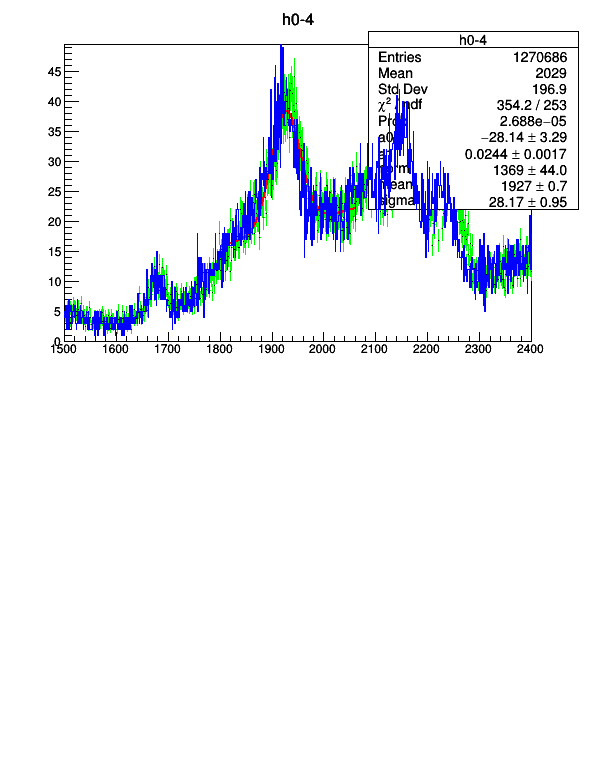 h0-4
h0-4
Entries 1270686
Mean 2029
Std Dev 196.9
χ² ndf 354.2 / 253
Prob 2.688e−05
a0 −28.14 ± 3.29
0.0244 ± 0.0017
norm 1369 ± 44.0
mean 1927 ± 0.7
sigma 28.17 ± 0.95
45
40
35
30
25
20
15
10
5
0
1500 1600 1700 1800 1900 2000 2100 2200 2300 2400